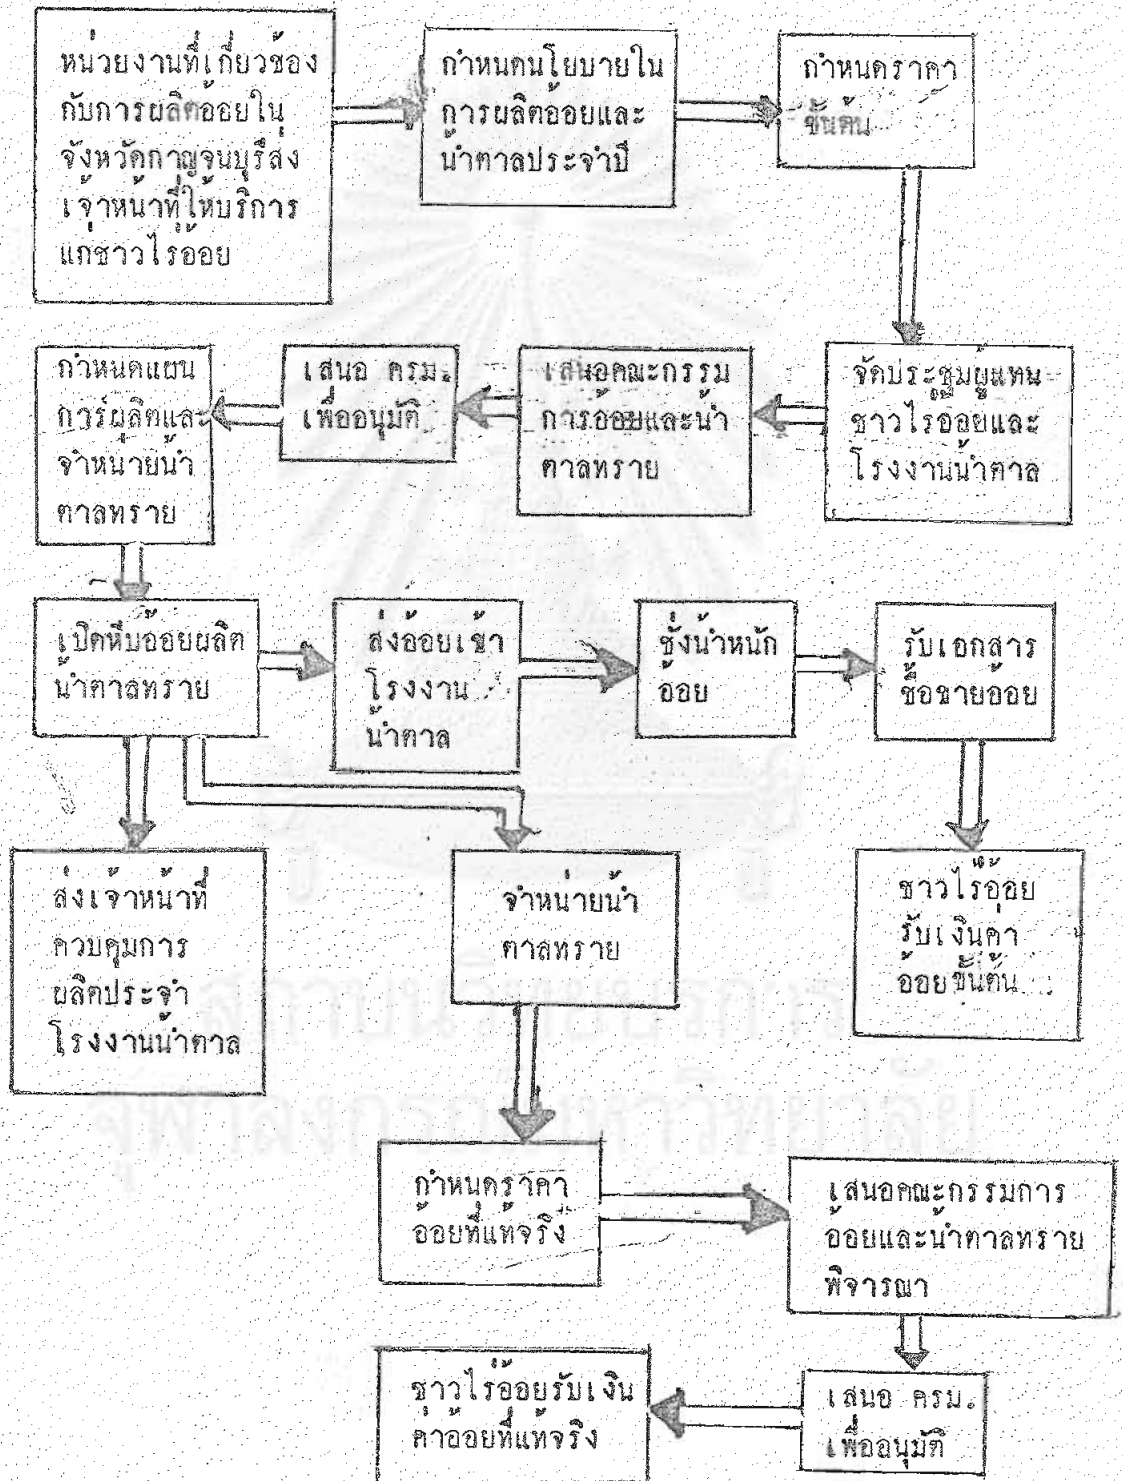 หน่วยงานที่เกี่ยวข้อง
กับการผลิตอ้อยใน
จังหวัดกาญจนบุรีส่ง
เจ้าหน้าที่ให้บริการ
แก่ชาวไร่อ้อย
กำหนดนโยบายใน
การผลิตอ้อยและ
น้ำตาลประจำปี
กำหนดราคา
ขั้นต้น
กำหนดแผน
การผลิตและ
จำหน่ายน้ำ
ตาลทราย
เสนอ ครม.
เพื่ออนุมัติ
เสนอคณะกรรม
การอ้อยและน้ำ
ตาลทราย
จัดประชุมผู้แทน
ชาวไร่อ้อยและ
โรงงานน้ำตาล
เปิดหีบอ้อยผลิต
น้ำตาลทราย
ส่งอ้อยเข้า
โรงงาน
น้ำตาล
ชั่งน้ำหนัก
อ้อย
รับเอกสาร
ซื้อขายอ้อย
ส่งเจ้าหน้าที่
ควบคุมการ
ผลิตประจำ
โรงงานน้ำตาล
จำหน่ายน้ำ
ตาลทราย
ชาวไร่อ้อย
รับเงินค่า
อ้อยขั้นต้น
กำหนดราคา
อ้อยที่แท้จริง
เสนอคณะกรรมการ
อ้อยและน้ำตาลทราย
พิจารณา
ชาวไร่อ้อยรับเงิน
ค่าอ้อยที่แท้จริง
เสนอ ครม.
เพื่ออนุมัติ